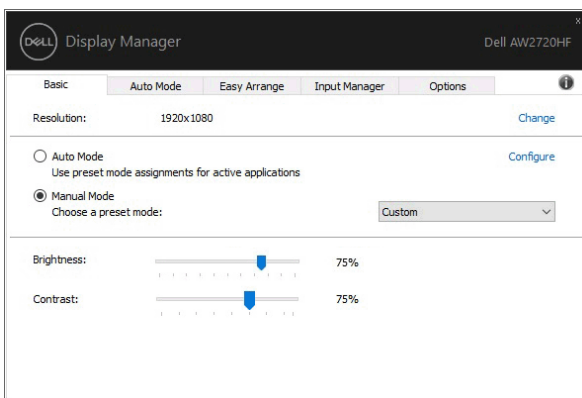 DELL Display Manager
Dell AW2720HF
x
Basic Auto Mode Easy Arrange Input Manager Options i
Resolution: 1920x1080 Change
Auto Mode Configure
Use preset mode assignments for active applications
Manual Mode
Choose a preset mode: Custom
Brightness: 75%
Contrast: 75%